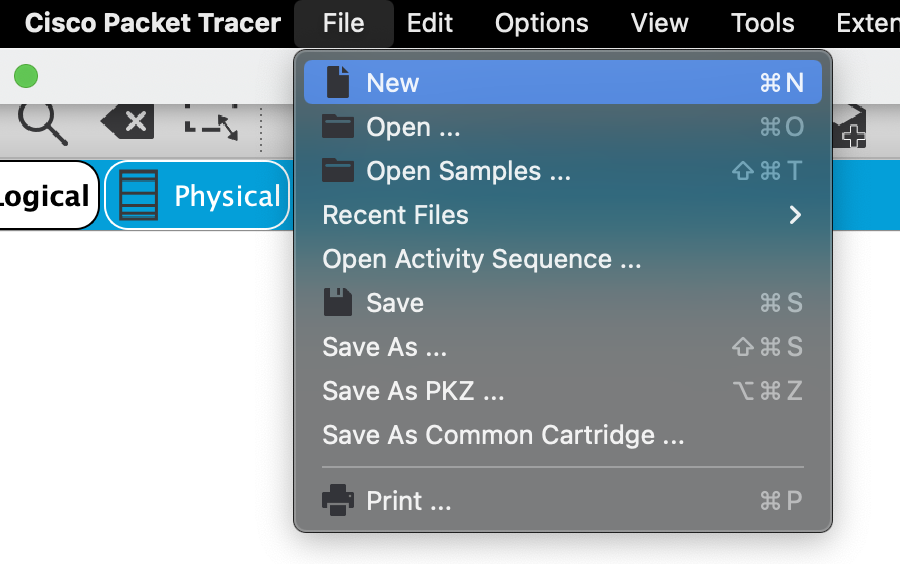 Cisco Packet Tracer File Edit Options View Tools Exten
New ⌘N
Open ... ⌘O
Open Samples ... ⇧⌘T
Logical Physical
Recent Files
Open Activity Sequence ...
Save ⌘S
Save As ... ⇧⌘S
Save As PKZ ... ⌥⌘Z
Save As Common Cartridge ...
Print ... ⌘P